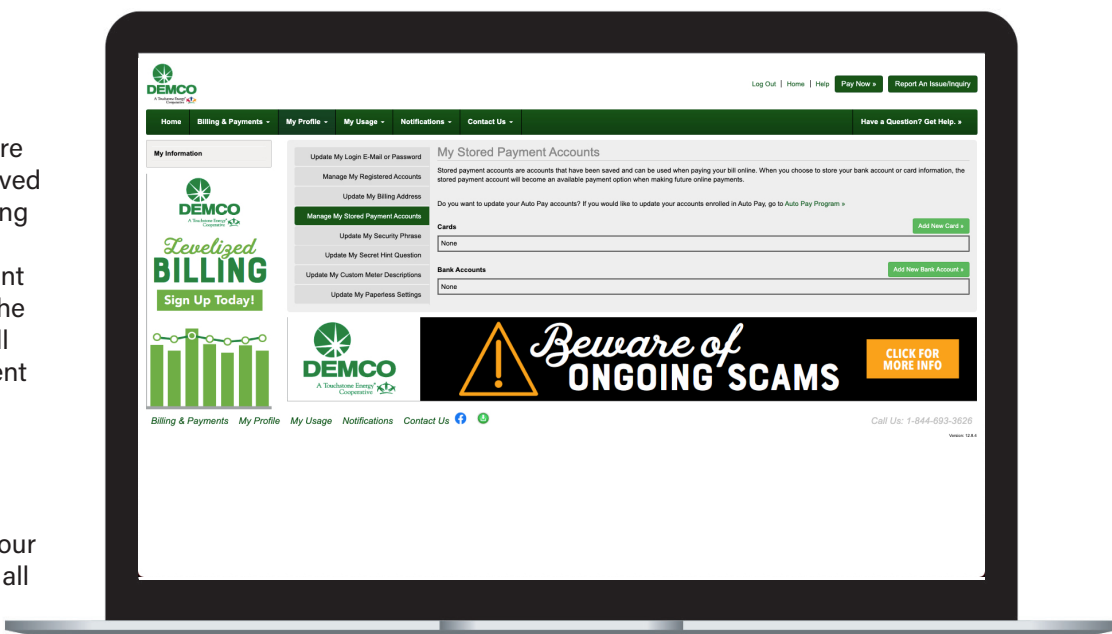 re
ved
ng
nt
he
ll
ent
our
all
DEMCO
A Touchstone Energy®
Cooperative
Log Out | Home | Help
Pay Now »
Report An Issue/Inquiry
Home
Billing & Payments
My Profile
My Usage
Notifications
Contact Us
Have a Question? Get Help. »
My Information
DEMCO
A Touchstone Energy®
Cooperative
Levelized
BILLING
Sign Up Today!
Update My Login E-Mail or Password
Manage My Registered Accounts
Update My Billing Address
Manage My Stored Payment Accounts
Update My Security Phrase
Update My Secret Hint Question
Update My Custom Meter Descriptions
Update My Paperless Settings
My Stored Payment Accounts
Stored payment accounts are accounts that have been saved and can be used when paying your bill online. When you choose to store your bank account or card information, the
stored payment account will become an available payment option when making future online payments.
Do you want to update your Auto Pay accounts? If you would like to update your accounts enrolled in Auto Pay, go to Auto Pay Program »
Cards
Add New Card »
None
Bank Accounts
Add New Bank Account »
None
DEMCO
A Touchstone Energy®
Cooperative
Beware of
ONGOING SCAMS
CLICK FOR
MORE INFO
Billing & Payments My Profile My Usage Notifications Contact Us
Call Us: 1-844-693-3626
Version: 12.8.4